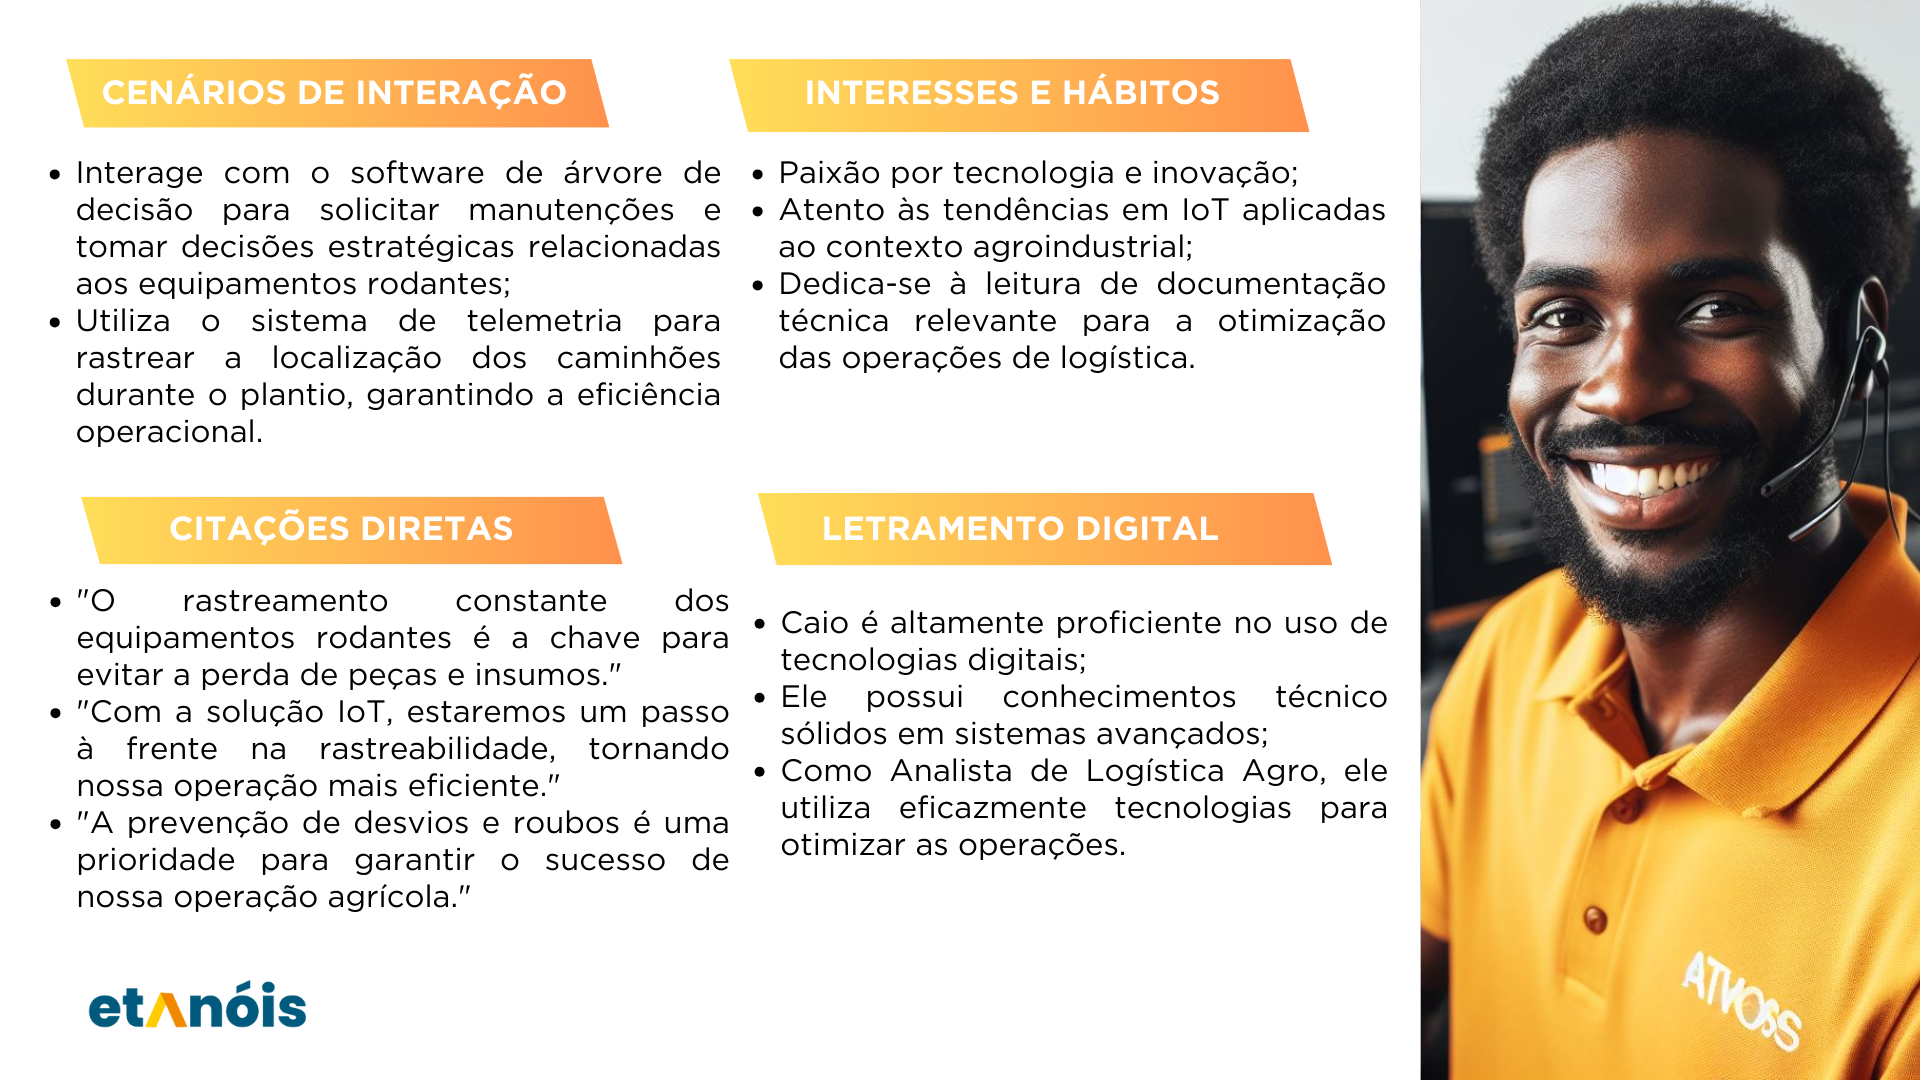 CENÁRIOS DE INTERAÇÃO
Interage com o software de árvore de
decisão para solicitar manutenções e
tomar decisões estratégicas relacionadas
aos equipamentos rodantes;
Utiliza o sistema de telemetria para
rastrear a localização dos caminhões
durante o plantio, garantindo a eficiência
operacional.
INTERESSES E HÁBITOS
Paixão por tecnologia e inovação;
Atento às tendências em IoT aplicadas
ao contexto agroindustrial;
Dedica-se à leitura de documentação
técnica relevante para a otimização
das operações de logística.
CITAÇÕES DIRETAS
"O rastreamento constante dos
equipamentos rodantes é a chave para
evitar a perda de peças e insumos."
"Com a solução IoT, estaremos um passo
à frente na rastreabilidade, tornando
nossa operação mais eficiente."
"A prevenção de desvios e roubos é uma
prioridade para garantir o sucesso de
nossa operação agrícola."
LETRAMENTO DIGITAL
Caio é altamente proficiente no uso de
tecnologias digitais;
Ele possui conhecimentos técnico
sólidos em sistemas avançados;
Como Analista de Logística Agro, ele
utiliza eficazmente tecnologias para
otimizar as operações.
etanóis
ATVOSS